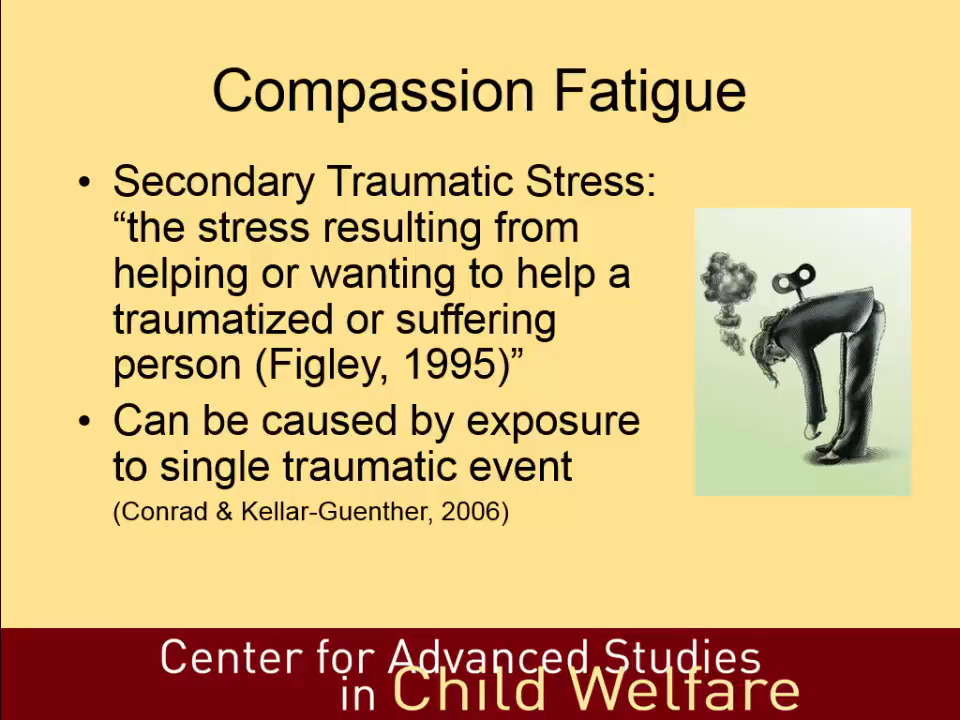 Compassion Fatigue
• Secondary Traumatic Stress:
“the stress resulting from
helping or wanting to help a
traumatized or suffering
person (Figley, 1995)”
• Can be caused by exposure
to single traumatic event
(Conrad & Kellar-Guenther, 2006)
Center for Advanced Studies
in Child Welfare